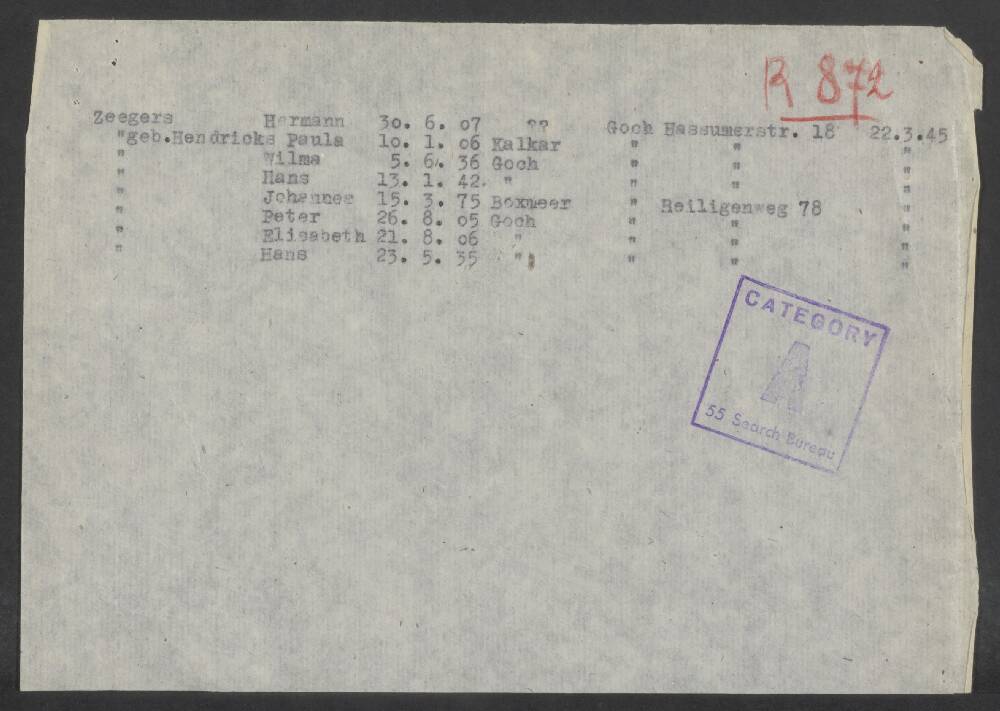 R 872
Zeegers Hermann 30. 6. 07 ?? Goch Hassumerstr. 18 22.3.45
" geb.Hendricks Paula 10. 1. 06 Kalkar " " "
" Wilma 5. 6. 36 Goch " " "
" Hans 13. 1. 42. " " " "
" Johannes 15. 3. 75 Boxmeer " Heiligenweg 78 "
" Peter 26. 8. 05 Goch " " "
" Elisabeth 21. 8. 06 " " " "
" Hans 23. 5. 35 " " " "
CATEGORY
A
55 Search Bureau